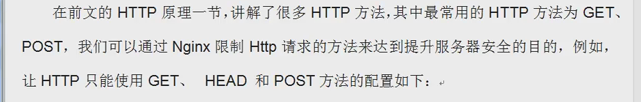 在前文的 HTTP 原理一节，讲解了很多 HTTP 方法，其中最常用的 HTTP 方法为 GET、
POST，我们可以通过 Nginx 限制 Http 请求的方法来达到提升服务器安全的目的，例如，
让 HTTP 只能使用 GET、 HEAD 和 POST 方法的配置如下：